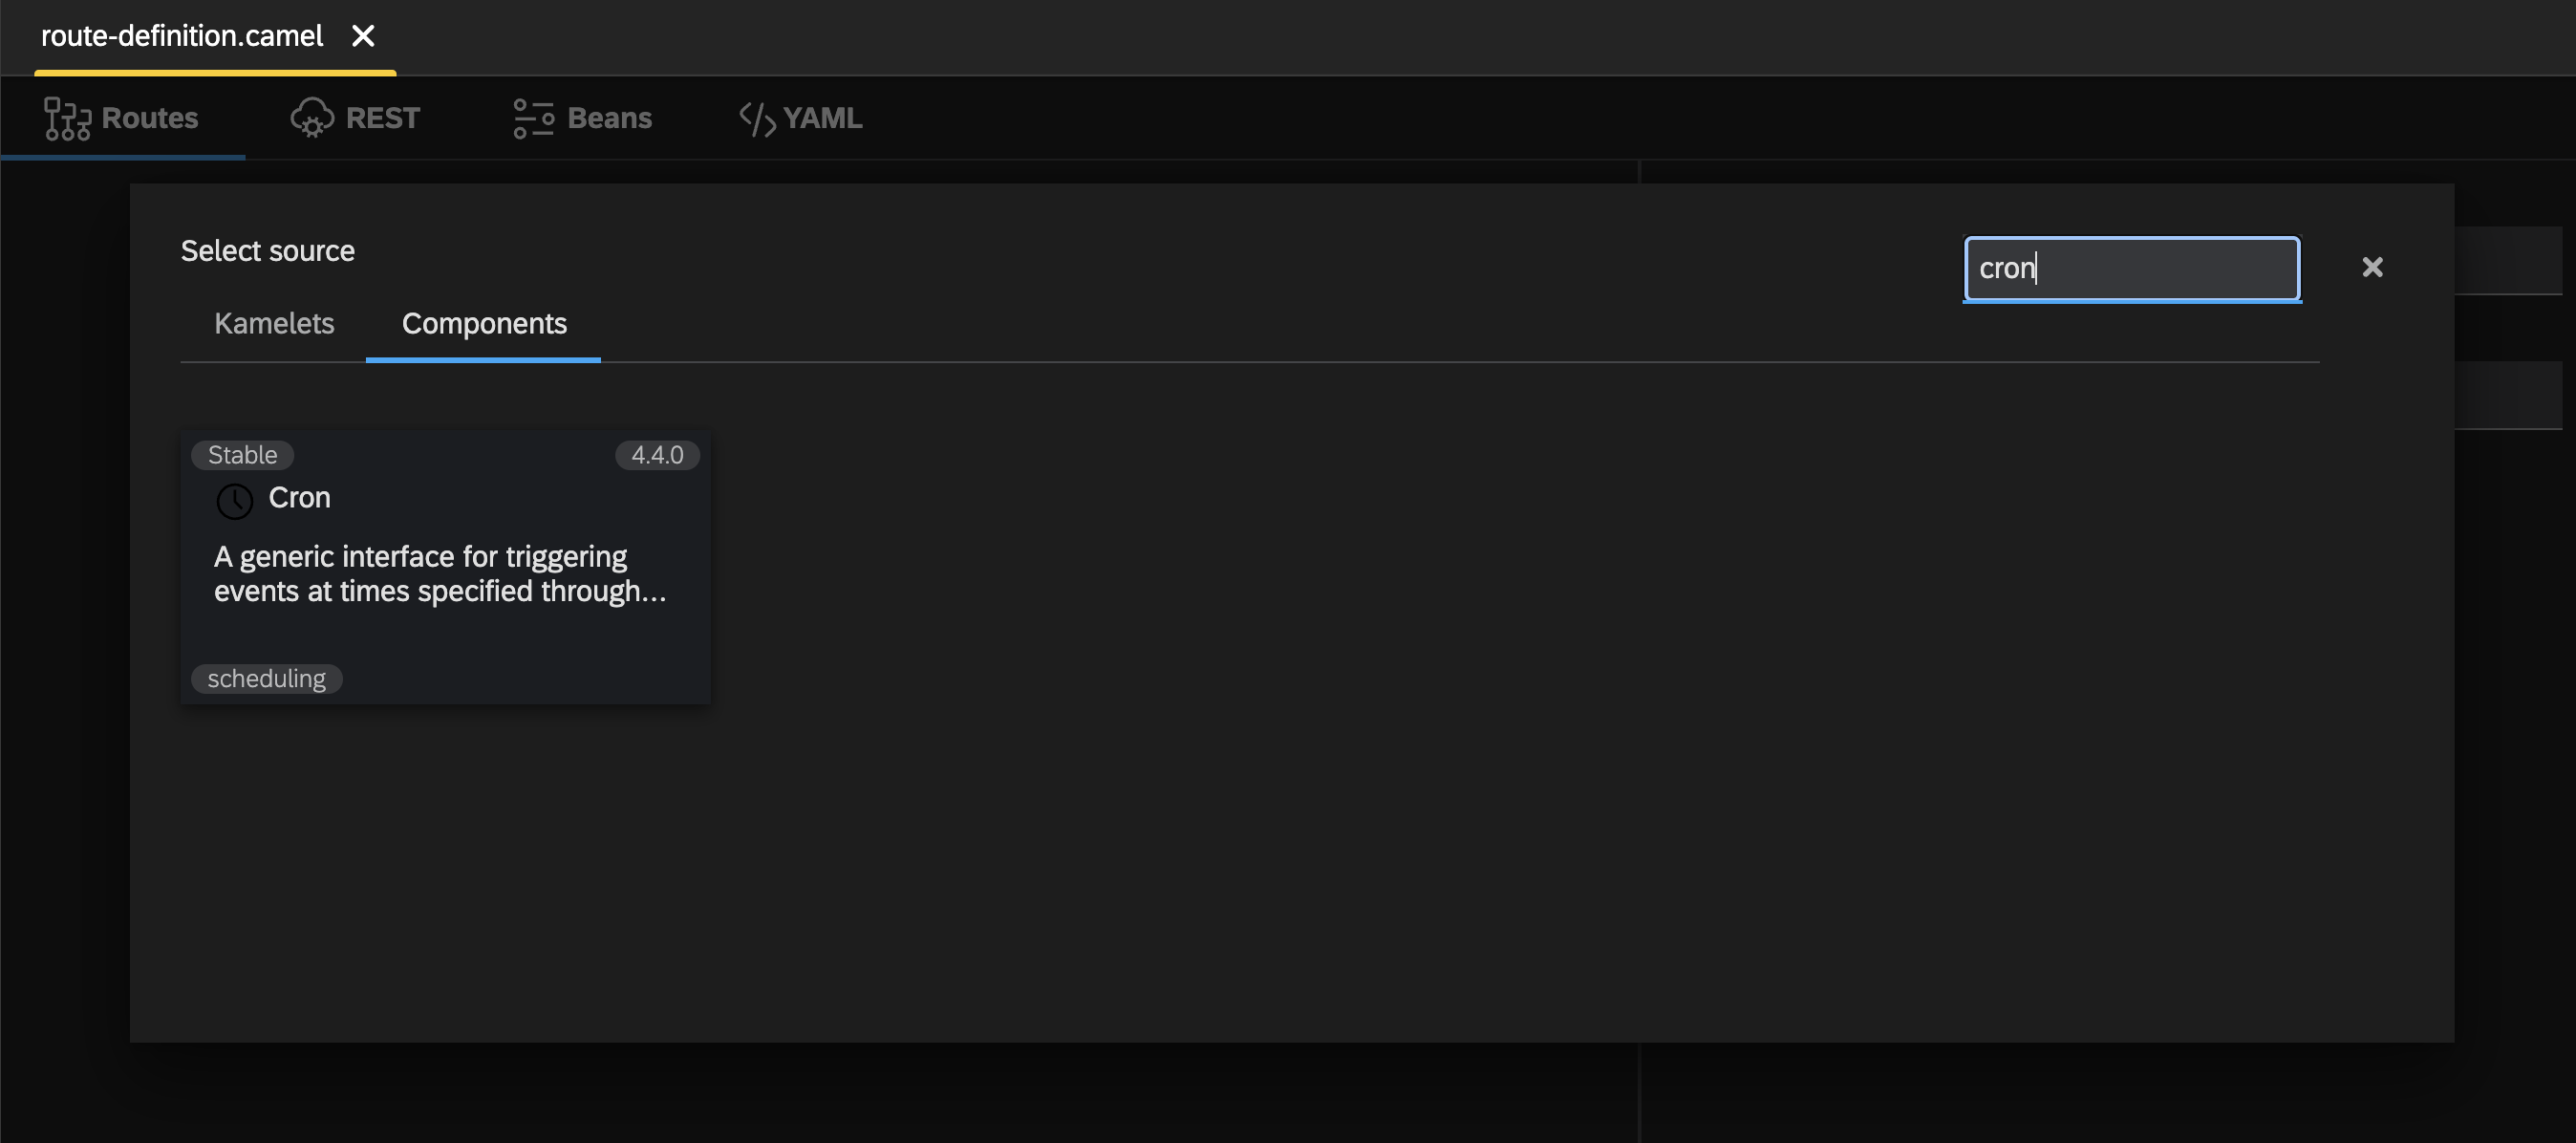 route-definition.camel
Routes REST Beans YAML
Select source
cron
Kamelets Components
Stable 4.4.0
Cron
A generic interface for triggering
events at times specified through...
scheduling